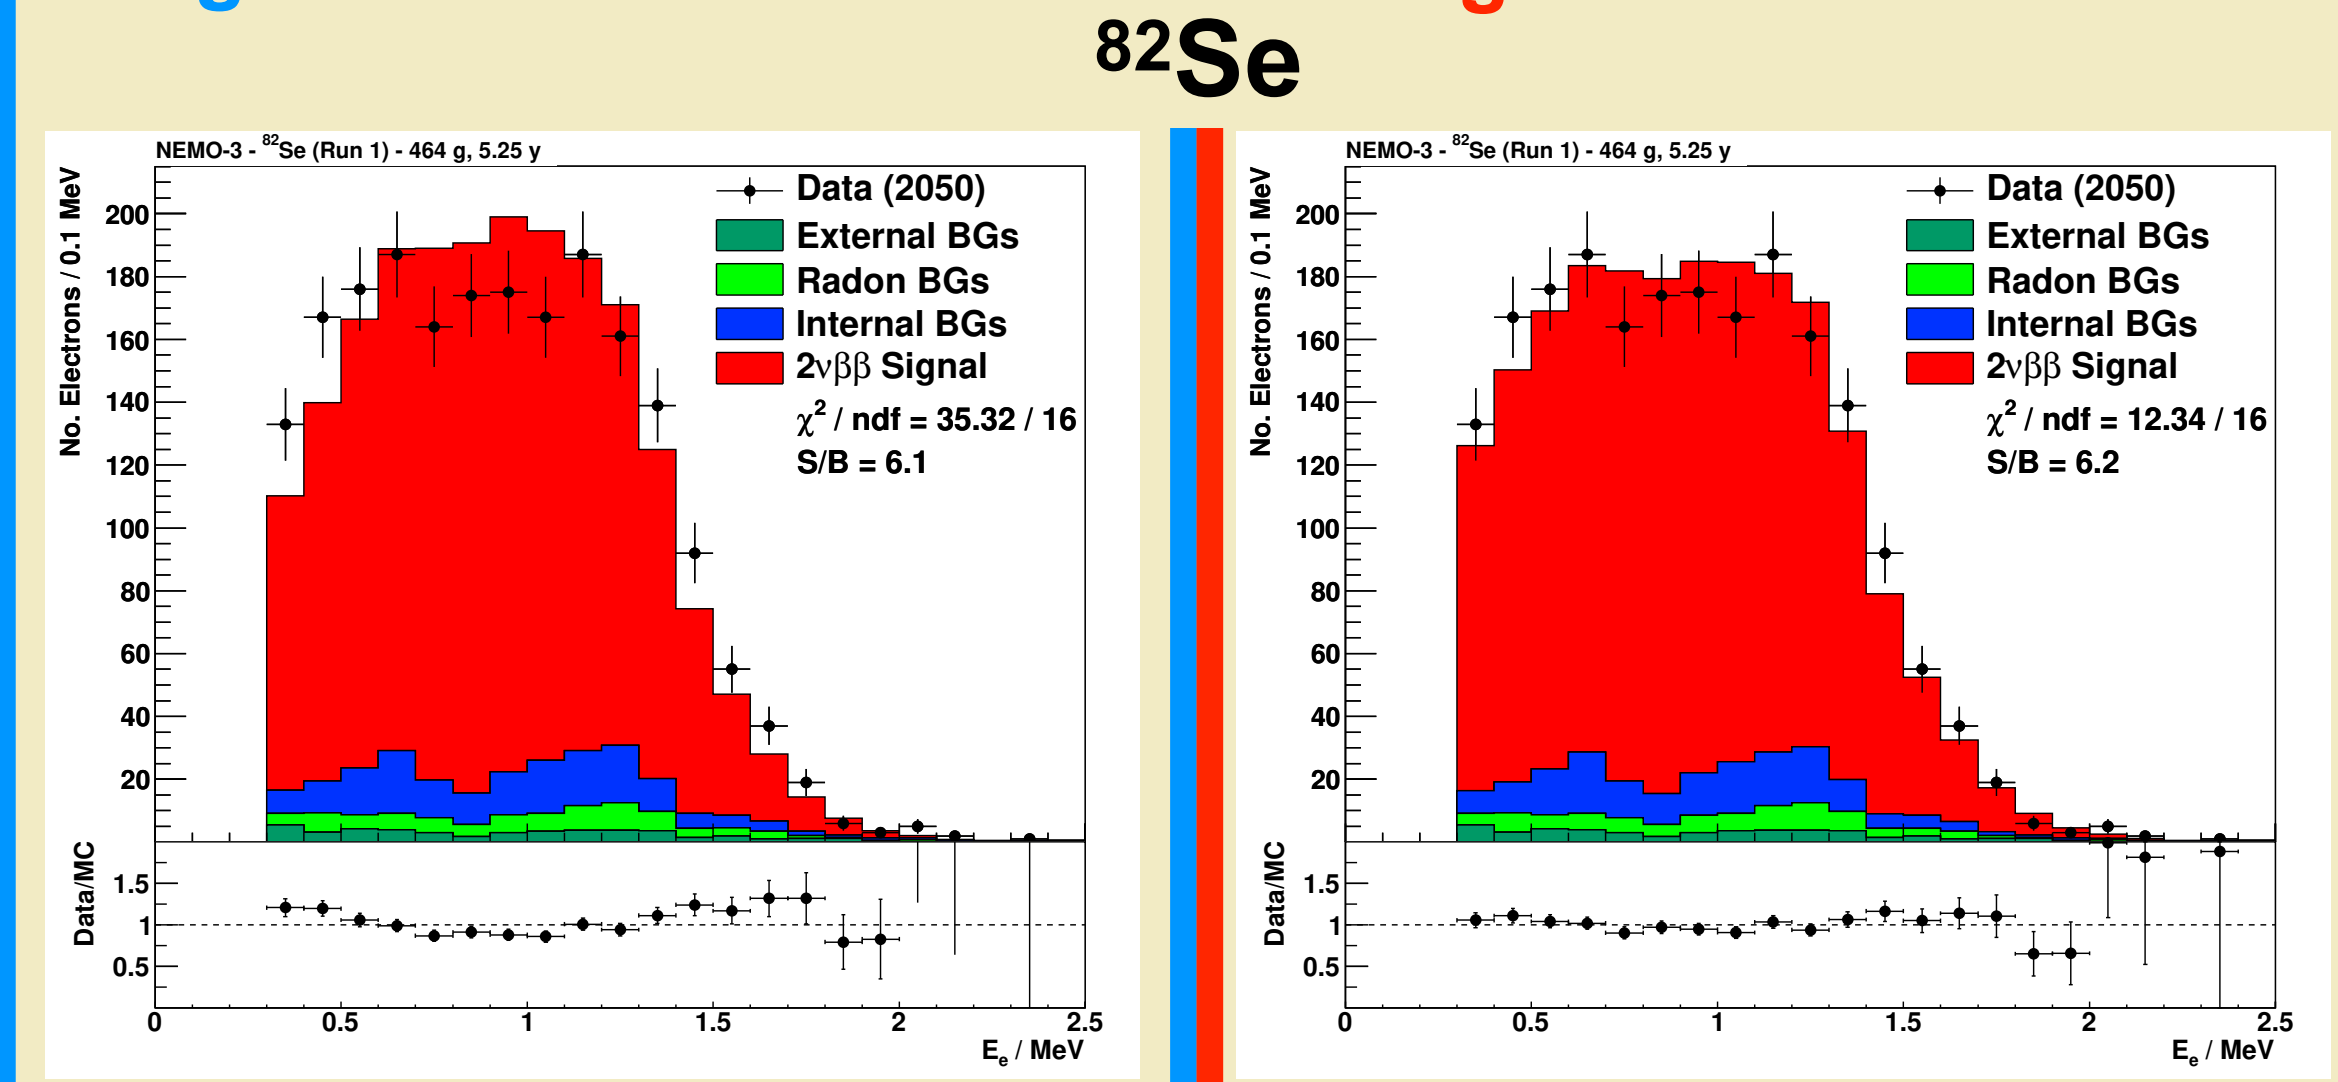 ⁸²Se
NEMO-3 - ⁸²Se (Run 1) - 464 g, 5.25 y
No. Electrons / 0.1 MeV
200
180
160
140
120
100
80
60
40
20
Data (2050)
External BGs
Radon BGs
Internal BGs
2νββ Signal
χ² / ndf = 35.32 / 16
S/B = 6.1
Data/MC
1.5
1
0.5
0 0.5 1 1.5 2 2.5
Eₑ / MeV
NEMO-3 - ⁸²Se (Run 1) - 464 g, 5.25 y
No. Electrons / 0.1 MeV
200
180
160
140
120
100
80
60
40
20
Data (2050)
External BGs
Radon BGs
Internal BGs
2νββ Signal
χ² / ndf = 12.34 / 16
S/B = 6.2
Data/MC
1.5
1
0.5
0 0.5 1 1.5 2 2.5
Eₑ / MeV